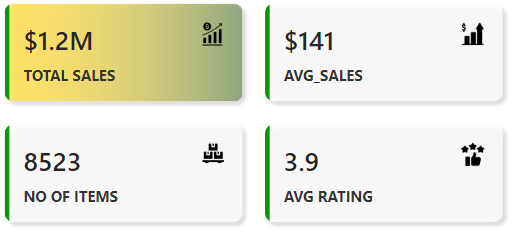 $1.2M
TOTAL SALES
$141
AVG_SALES
8523
NO OF ITEMS
3.9
AVG RATING